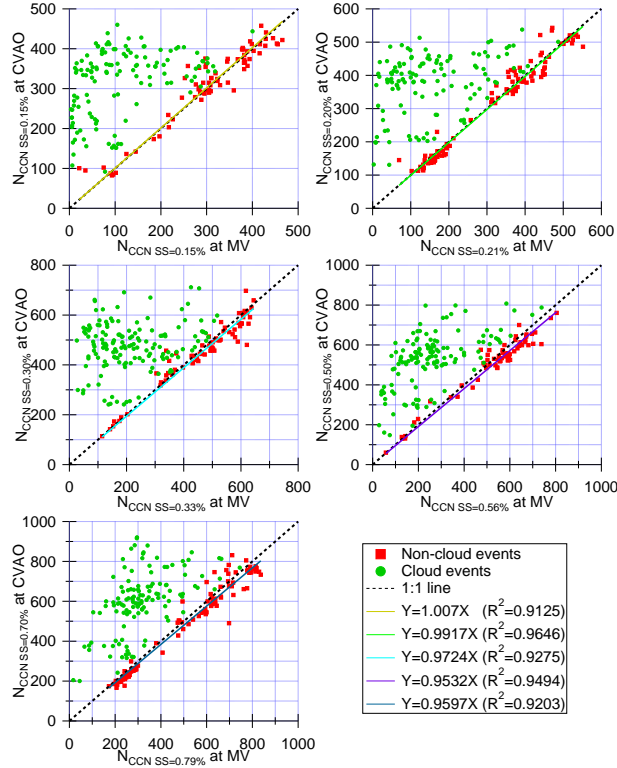 500
400
300
200
100
0
N_CCN SS=0.15% at CVAO
0 100 200 300 400 500
N_CCN SS=0.15% at MV
600
500
400
300
200
100
0
N_CCN SS=0.20% at CVAO
0 100 200 300 400 500 600
N_CCN SS=0.21% at MV
800
600
400
200
0
N_CCN SS=0.30% at CVAO
0 200 400 600 800
N_CCN SS=0.33% at MV
1000
800
600
400
200
0
N_CCN SS=0.50% at CVAO
0 200 400 600 800 1000
N_CCN SS=0.56% at MV
1000
800
600
400
200
0
N_CCN SS=0.70% at CVAO
0 200 400 600 800 1000
N_CCN SS=0.79% at MV
Non-cloud events
Cloud events
1:1 line
Y=1.007X (R²=0.9125)
Y=0.9917X (R²=0.9646)
Y=0.9724X (R²=0.9275)
Y=0.9532X (R²=0.9494)
Y=0.9597X (R²=0.9203)